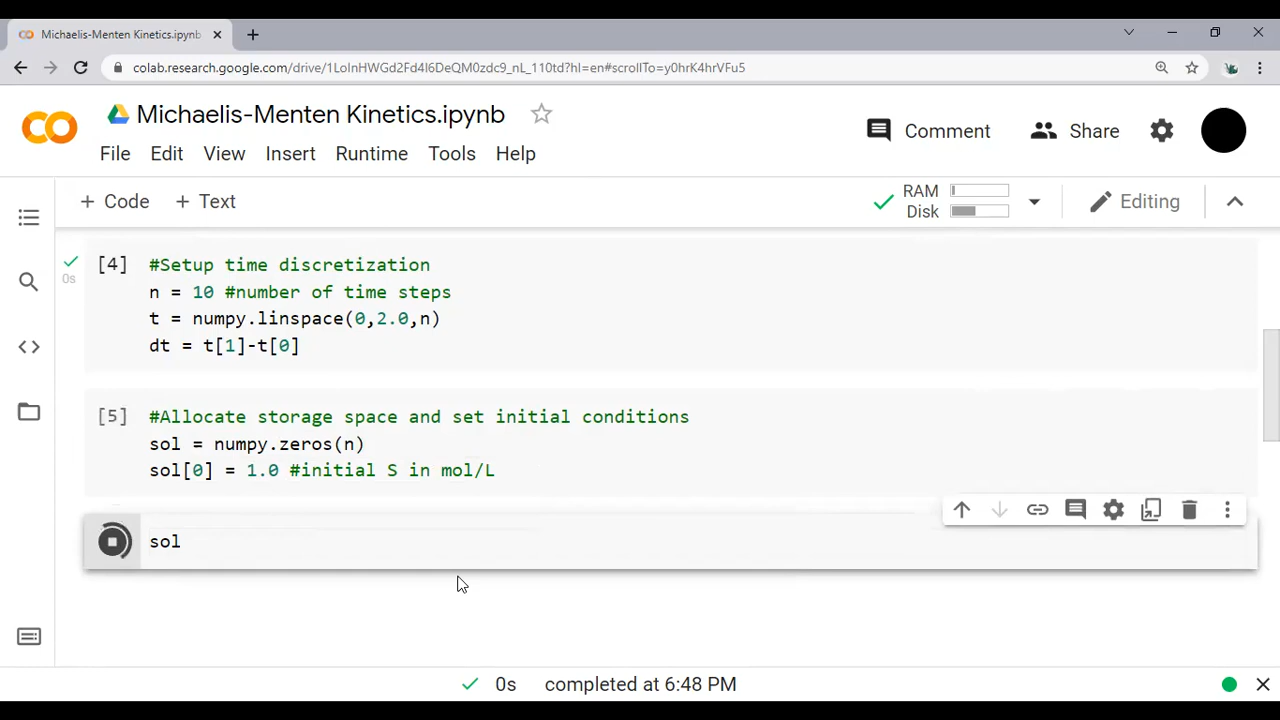 Michaelis-Menten Kinetics.ipynb
colab.research.google.com/drive/1LoInHWGd2Fd4I6DeQM0zdc9_nL_110td?hl=en#scrollTo=y0hrK4hrVFu5
Michaelis-Menten Kinetics.ipynb
Comment
Share
File Edit View Insert Runtime Tools Help
+ Code + Text
RAM
Disk
Editing
[4] #Setup time discretization
0s
n = 10 #number of time steps
t = numpy.linspace(0,2.0,n)
dt = t[1]-t[0]
[5] #Allocate storage space and set initial conditions
sol = numpy.zeros(n)
sol[0] = 1.0 #initial S in mol/L
sol
0s completed at 6:48 PM